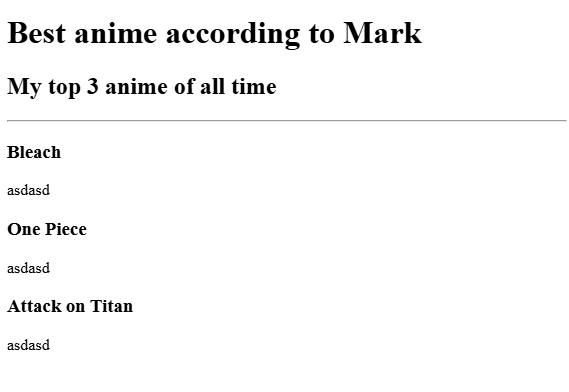 Best anime according to Mark
My top 3 anime of all time
Bleach
asdasd
One Piece
asdasd
Attack on Titan
asdasd